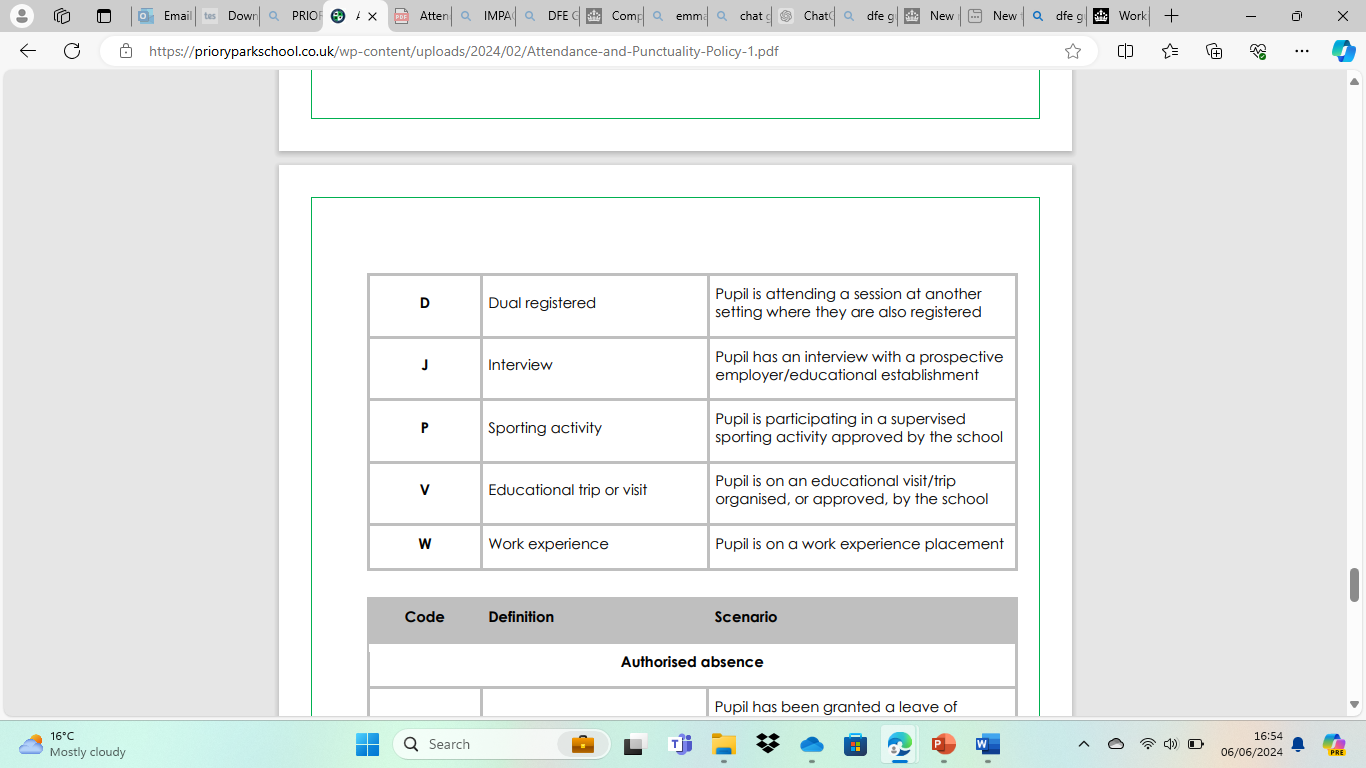 Email
Down
PRIOR
Atten
IMPA
DFE G
Comp
emma
chat g
ChatG
dfe g
New
New
dfe g
Work
https://prioryparkschool.co.uk/wp-content/uploads/2024/02/Attendance-and-Punctuality-Policy-1.pdf
D Dual registered Pupil is attending a session at another
setting where they are also registered
J Interview Pupil has an interview with a prospective
employer/educational establishment
P Sporting activity Pupil is participating in a supervised
sporting activity approved by the school
V Educational trip or visit Pupil is on an educational visit/trip
organised, or approved, by the school
W Work experience Pupil is on a work experience placement
Code Definition Scenario
Authorised absence
Pupil has been granted a leave of
16°C
Mostly cloudy
Search
16:54
06/06/2024
PRE